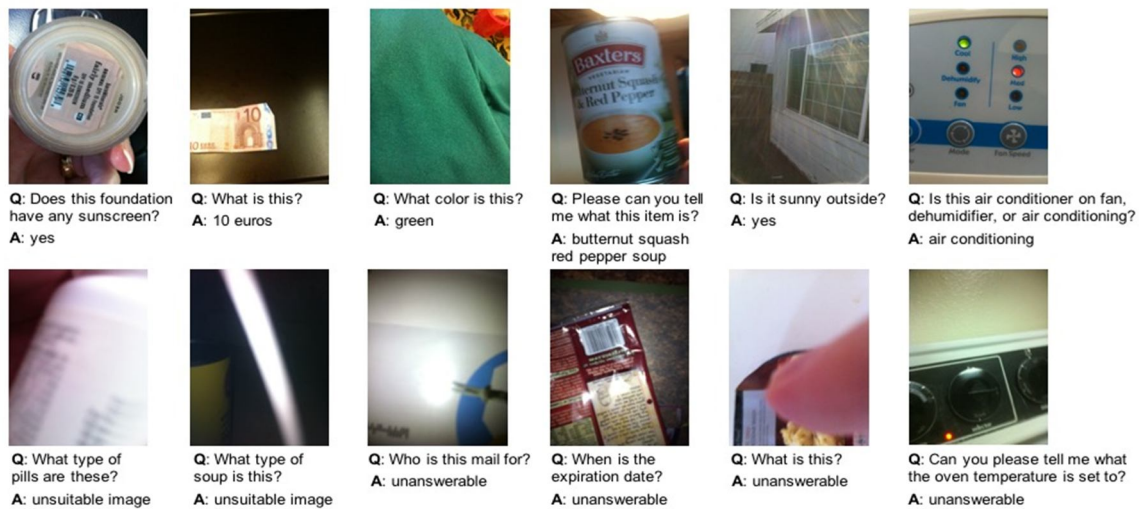 10
10 EURO
Baxters
VEGETARIAN
Butternut Squash
& Red Pepper
Cool
High
Dehumidify
Med
Fan
Low
Mode
Fan Speed
Q: Does this foundation
have any sunscreen?
A: yes
Q: What is this?
A: 10 euros
Q: What color is this?
A: green
Q: Please can you tell
me what this item is?
A: butternut squash
red pepper soup
Q: Is it sunny outside?
A: yes
Q: Is this air conditioner on fan,
dehumidifier, or air conditioning?
A: air conditioning
Q: What type of
pills are these?
A: unsuitable image
Q: What type of
soup is this?
A: unsuitable image
Q: Who is this mail for?
A: unanswerable
Q: When is the
expiration date?
A: unanswerable
Q: What is this?
A: unanswerable
Q: Can you please tell me what
the oven temperature is set to?
A: unanswerable